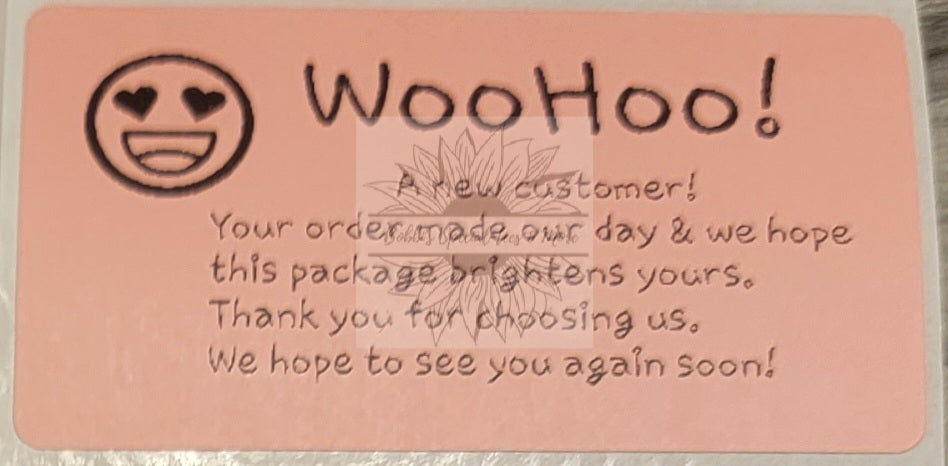 WooHoo!
A new customer!
Your order made our day & we hope
this package brightens yours.
Thank you for choosing us.
We hope to see you again soon!